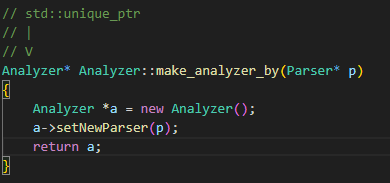 // std::unique_ptr
// |
// V
Analyzer* Analyzer::make_analyzer_by(Parser* p)
{
    Analyzer *a = new Analyzer();
    a->setNewParser(p);
    return a;
}